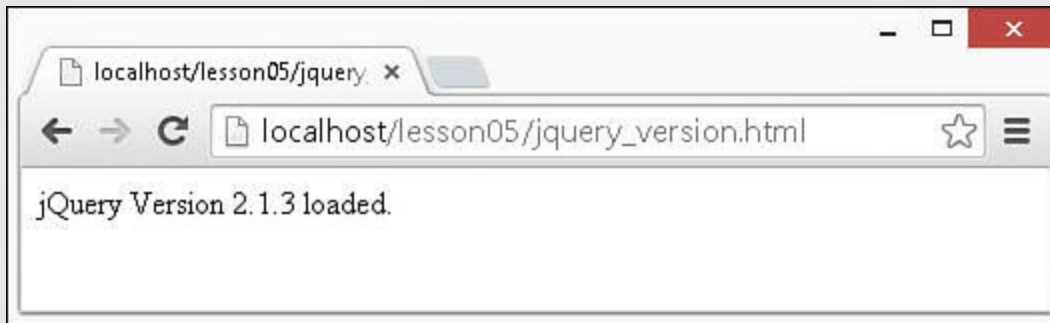 localhost/lesson05/jquery
localhost/lesson05/jquery_version.html
jQuery Version 2.1.3 loaded.